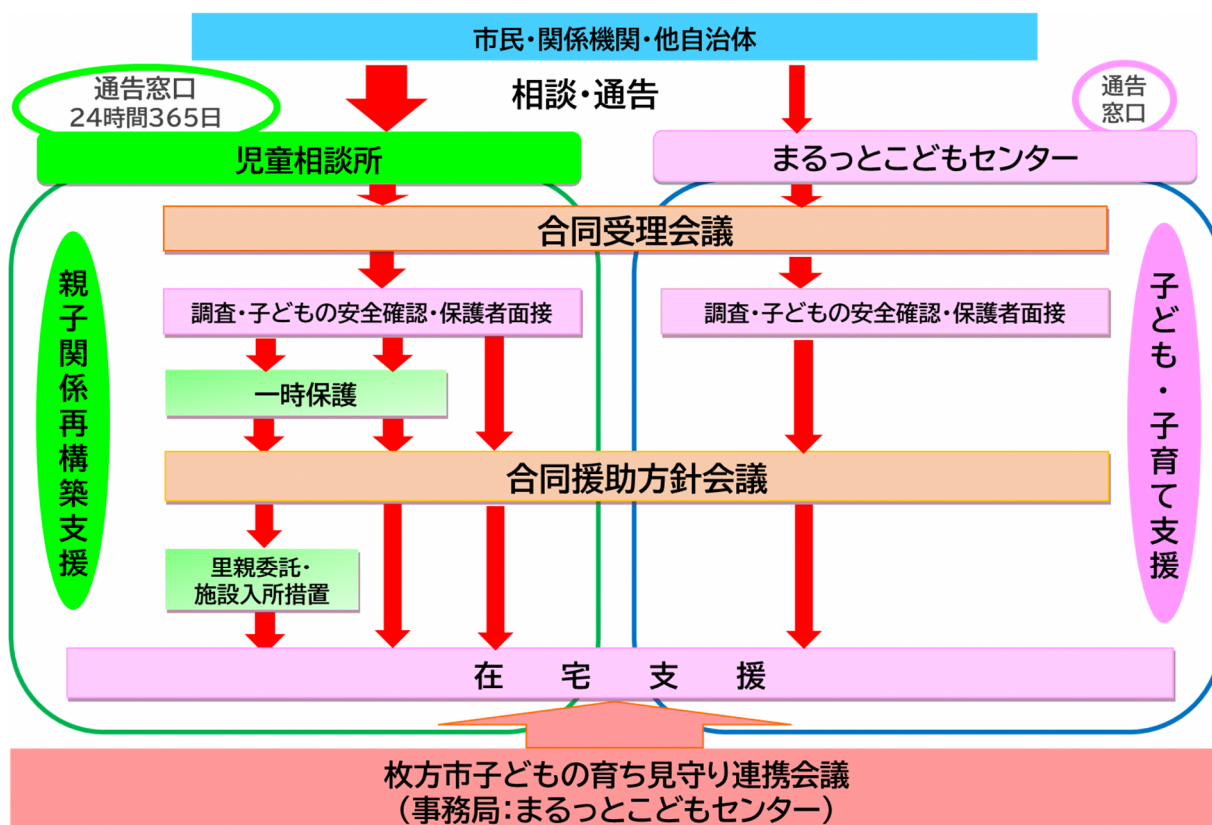 市民・関係機関・他自治体
通告窓口
24時間365日
相談・通告
通告
窓口
児童相談所
まるっとこどもセンター
合同受理会議
親子関係再構築支援
調査・子どもの安全確認・保護者面接
調査・子どもの安全確認・保護者面接
子ども・子育て支援
一時保護
合同援助方針会議
里親委託・
施設入所措置
在宅支援
枚方市子どもの育ち見守り連携会議
(事務局:まるっとこどもセンター)